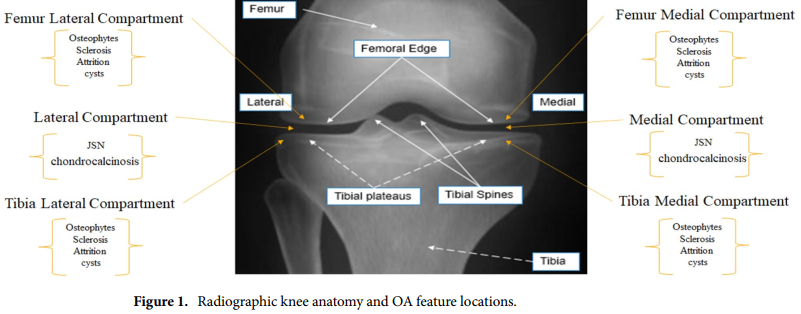 Femur Lateral Compartment
Osteophytes
Sclerosis
Attrition
cysts
Lateral Compartment
JSN
chondrocalcinosis
Tibia Lateral Compartment
Osteophytes
Sclerosis
Attrition
cysts
Femur
Femoral Edge
Lateral
Medial
Tibial plateaus
Tibial Spines
Tibia
Femur Medial Compartment
Osteophytes
Sclerosis
Attrition
cysts
Medial Compartment
JSN
chondrocalcinosis
Tibia Medial Compartment
Osteophytes
Sclerosis
Attrition
cysts
Figure 1. Radiographic knee anatomy and OA feature locations.